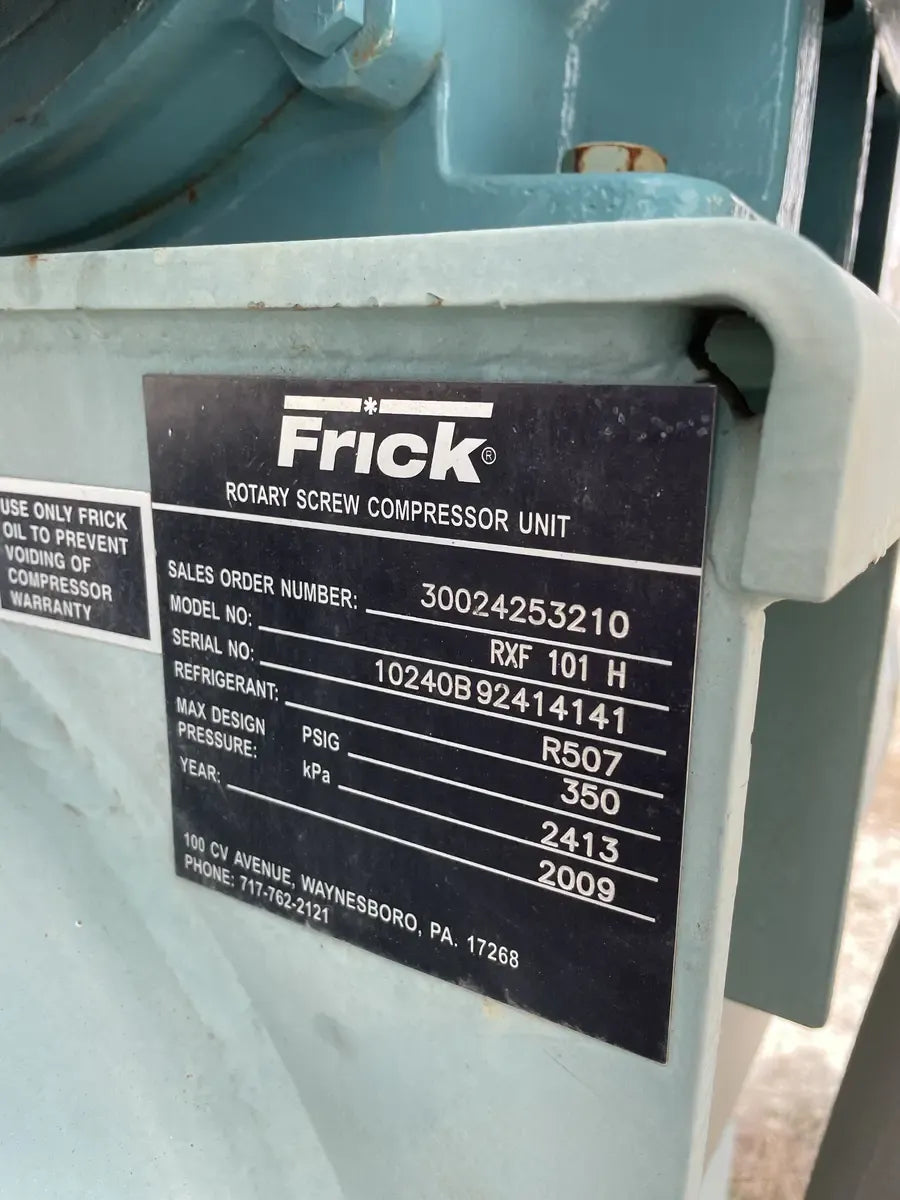 Frick®
ROTARY SCREW COMPRESSOR UNIT
USE ONLY FRICK
OIL TO PREVENT
VOIDING OF
COMPRESSOR
WARRANTY
SALES ORDER NUMBER: 30024253210
MODEL NO: RXF 101 H
SERIAL NO: 10240B92414141
REFRIGERANT: R507
MAX DESIGN
PRESSURE: PSIG 350
kPa 2413
YEAR: 2009
100 CV AVENUE, WAYNESBORO, PA. 17268
PHONE: 717-762-2121